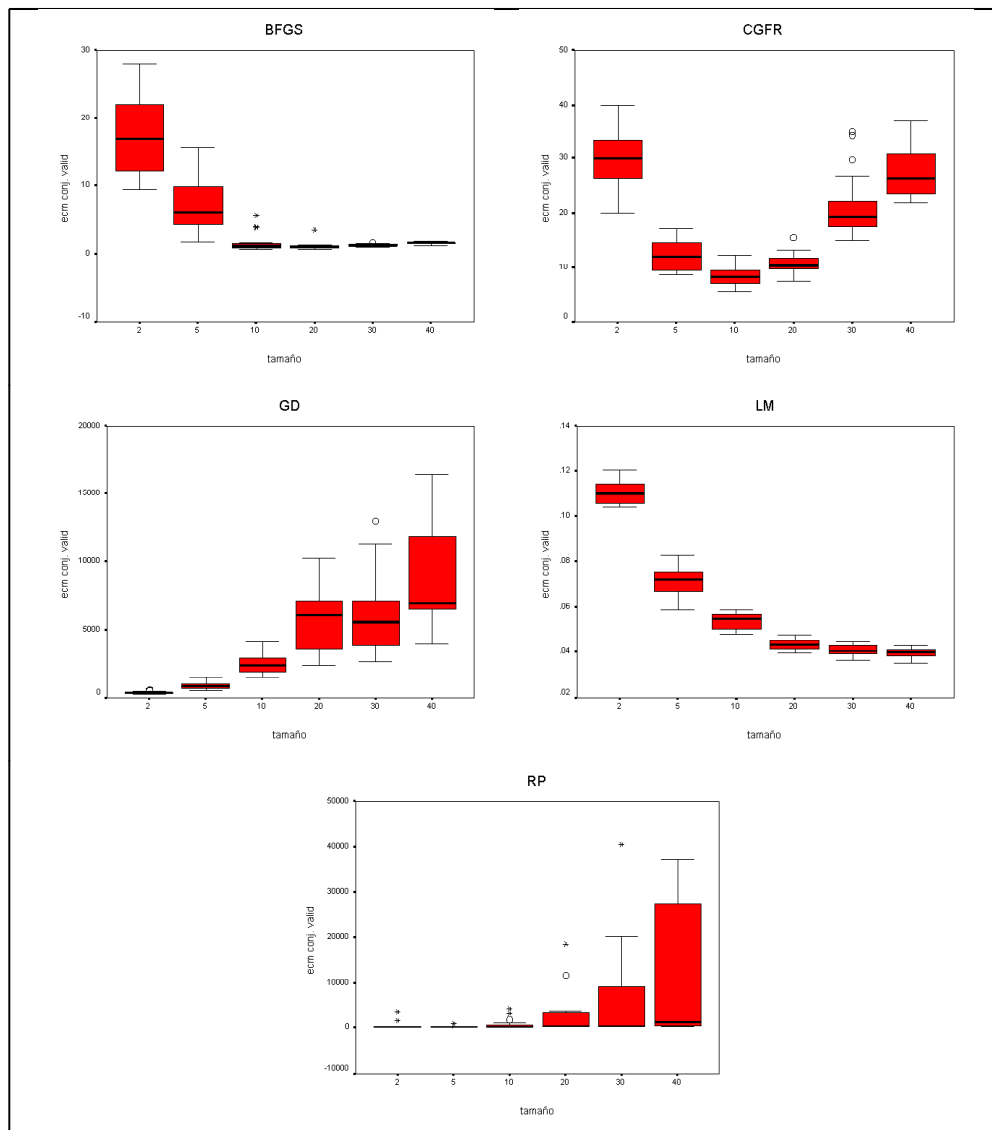 BFGS
30
20
10
0
-10
ecm conj. valid
2 5 10 20 30 40
tamaño
CGFR
50
40
30
20
10
0
ecm conj. valid
2 5 10 20 30 40
tamaño
GD
20000
15000
10000
5000
0
ecm conj. valid
2 5 10 20 30 40
tamaño
LM
.14
.12
.10
.08
.06
.04
.02
ecm conj. valid
2 5 10 20 30 40
tamaño
RP
50000
40000
30000
20000
10000
0
-10000
ecm conj. valid
2 5 10 20 30 40
tamaño